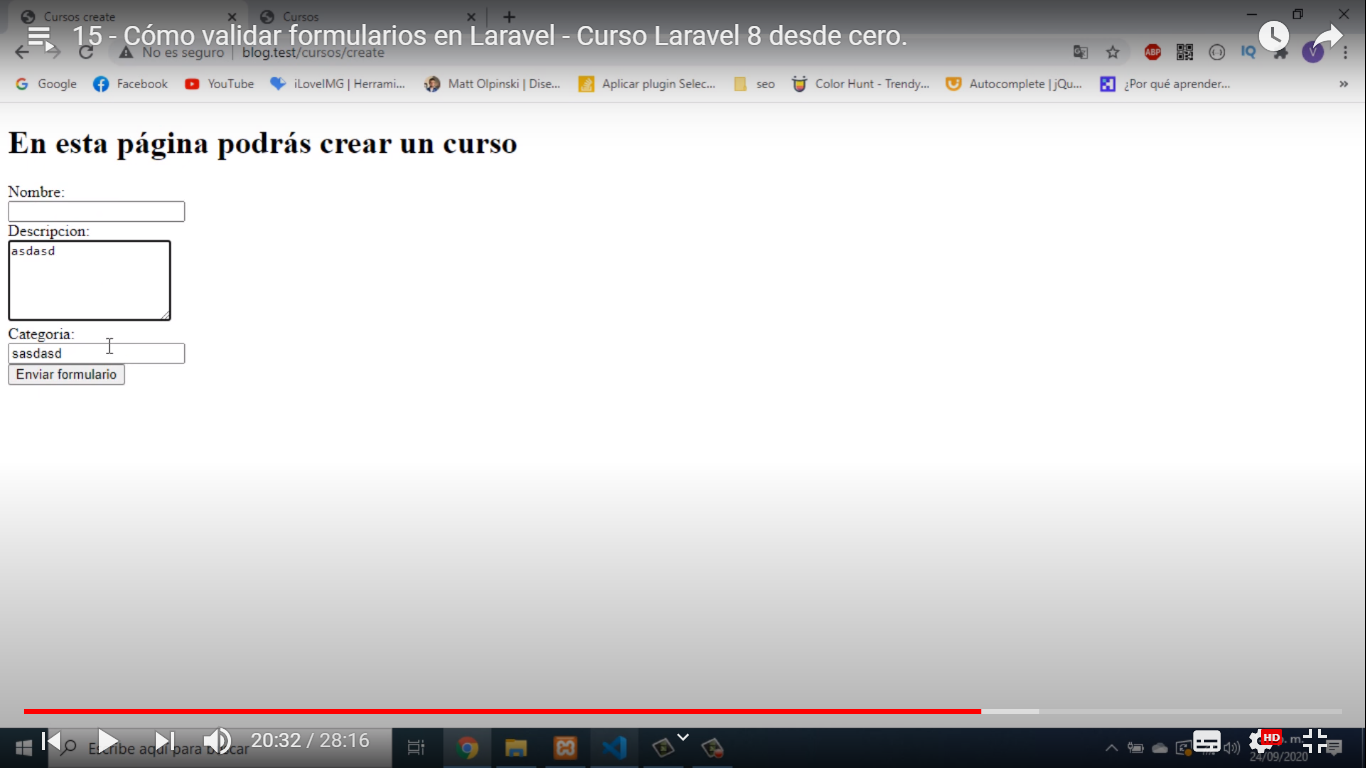 Cursos create
Cursos
15 - Cómo validar formularios en Laravel - Curso Laravel 8 desde cero.
No es seguro
blog.test/cursos/create
ABP
IQ
V
Google
Facebook
YouTube
iLoveIMG | Herrami...
Matt Olpinski | Dise...
Aplicar plugin Selec...
seo
Color Hunt - Trendy...
Autocomplete | jQu...
¿Por qué aprender...
»
En esta página podrás crear un curso
Nombre:
Descripcion:
asdasd
Categoria:
sasdasd
Enviar formulario
Escribe aquí para buscar
20:32 / 28:16
HD
m.
24/09/2020